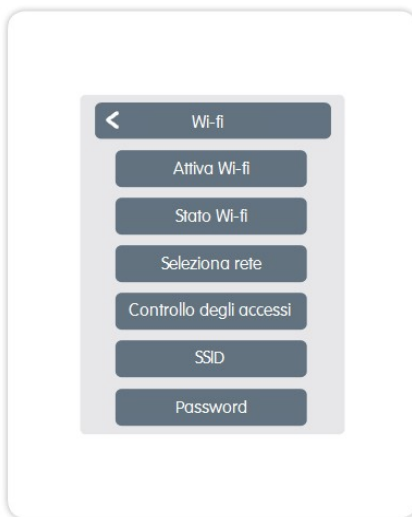 Wi-fi
Attiva Wi-fi
Stato Wi-fi
Seleziona rete
Controllo degli accessi
SSID
Password